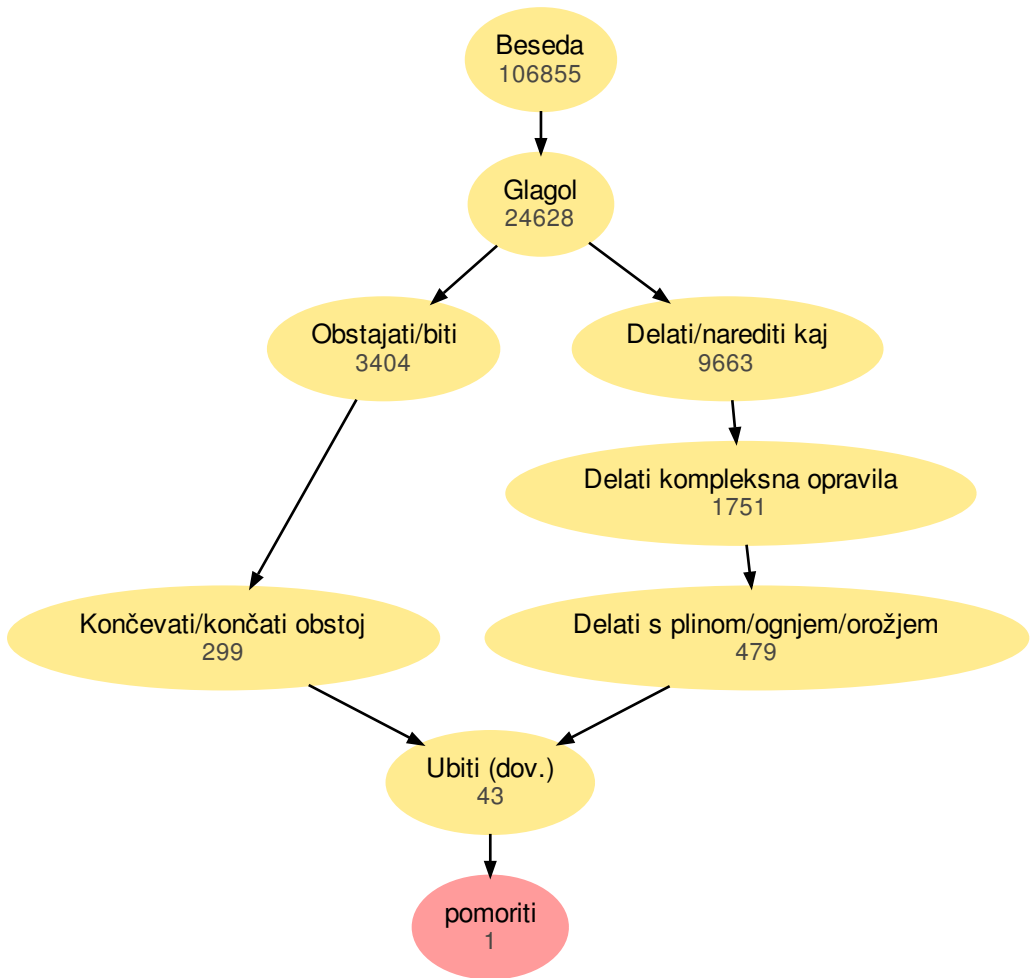 Beseda
106855
Glagol
24628
Obstajati/biti
3404
Delati/narediti kaj
9663
Delati kompleksna opravila
1751
Končevati/končati obstoj
299
Delati s plinom/ognjem/orožjem
479
Ubiti (dov.)
43
pomoriti
1